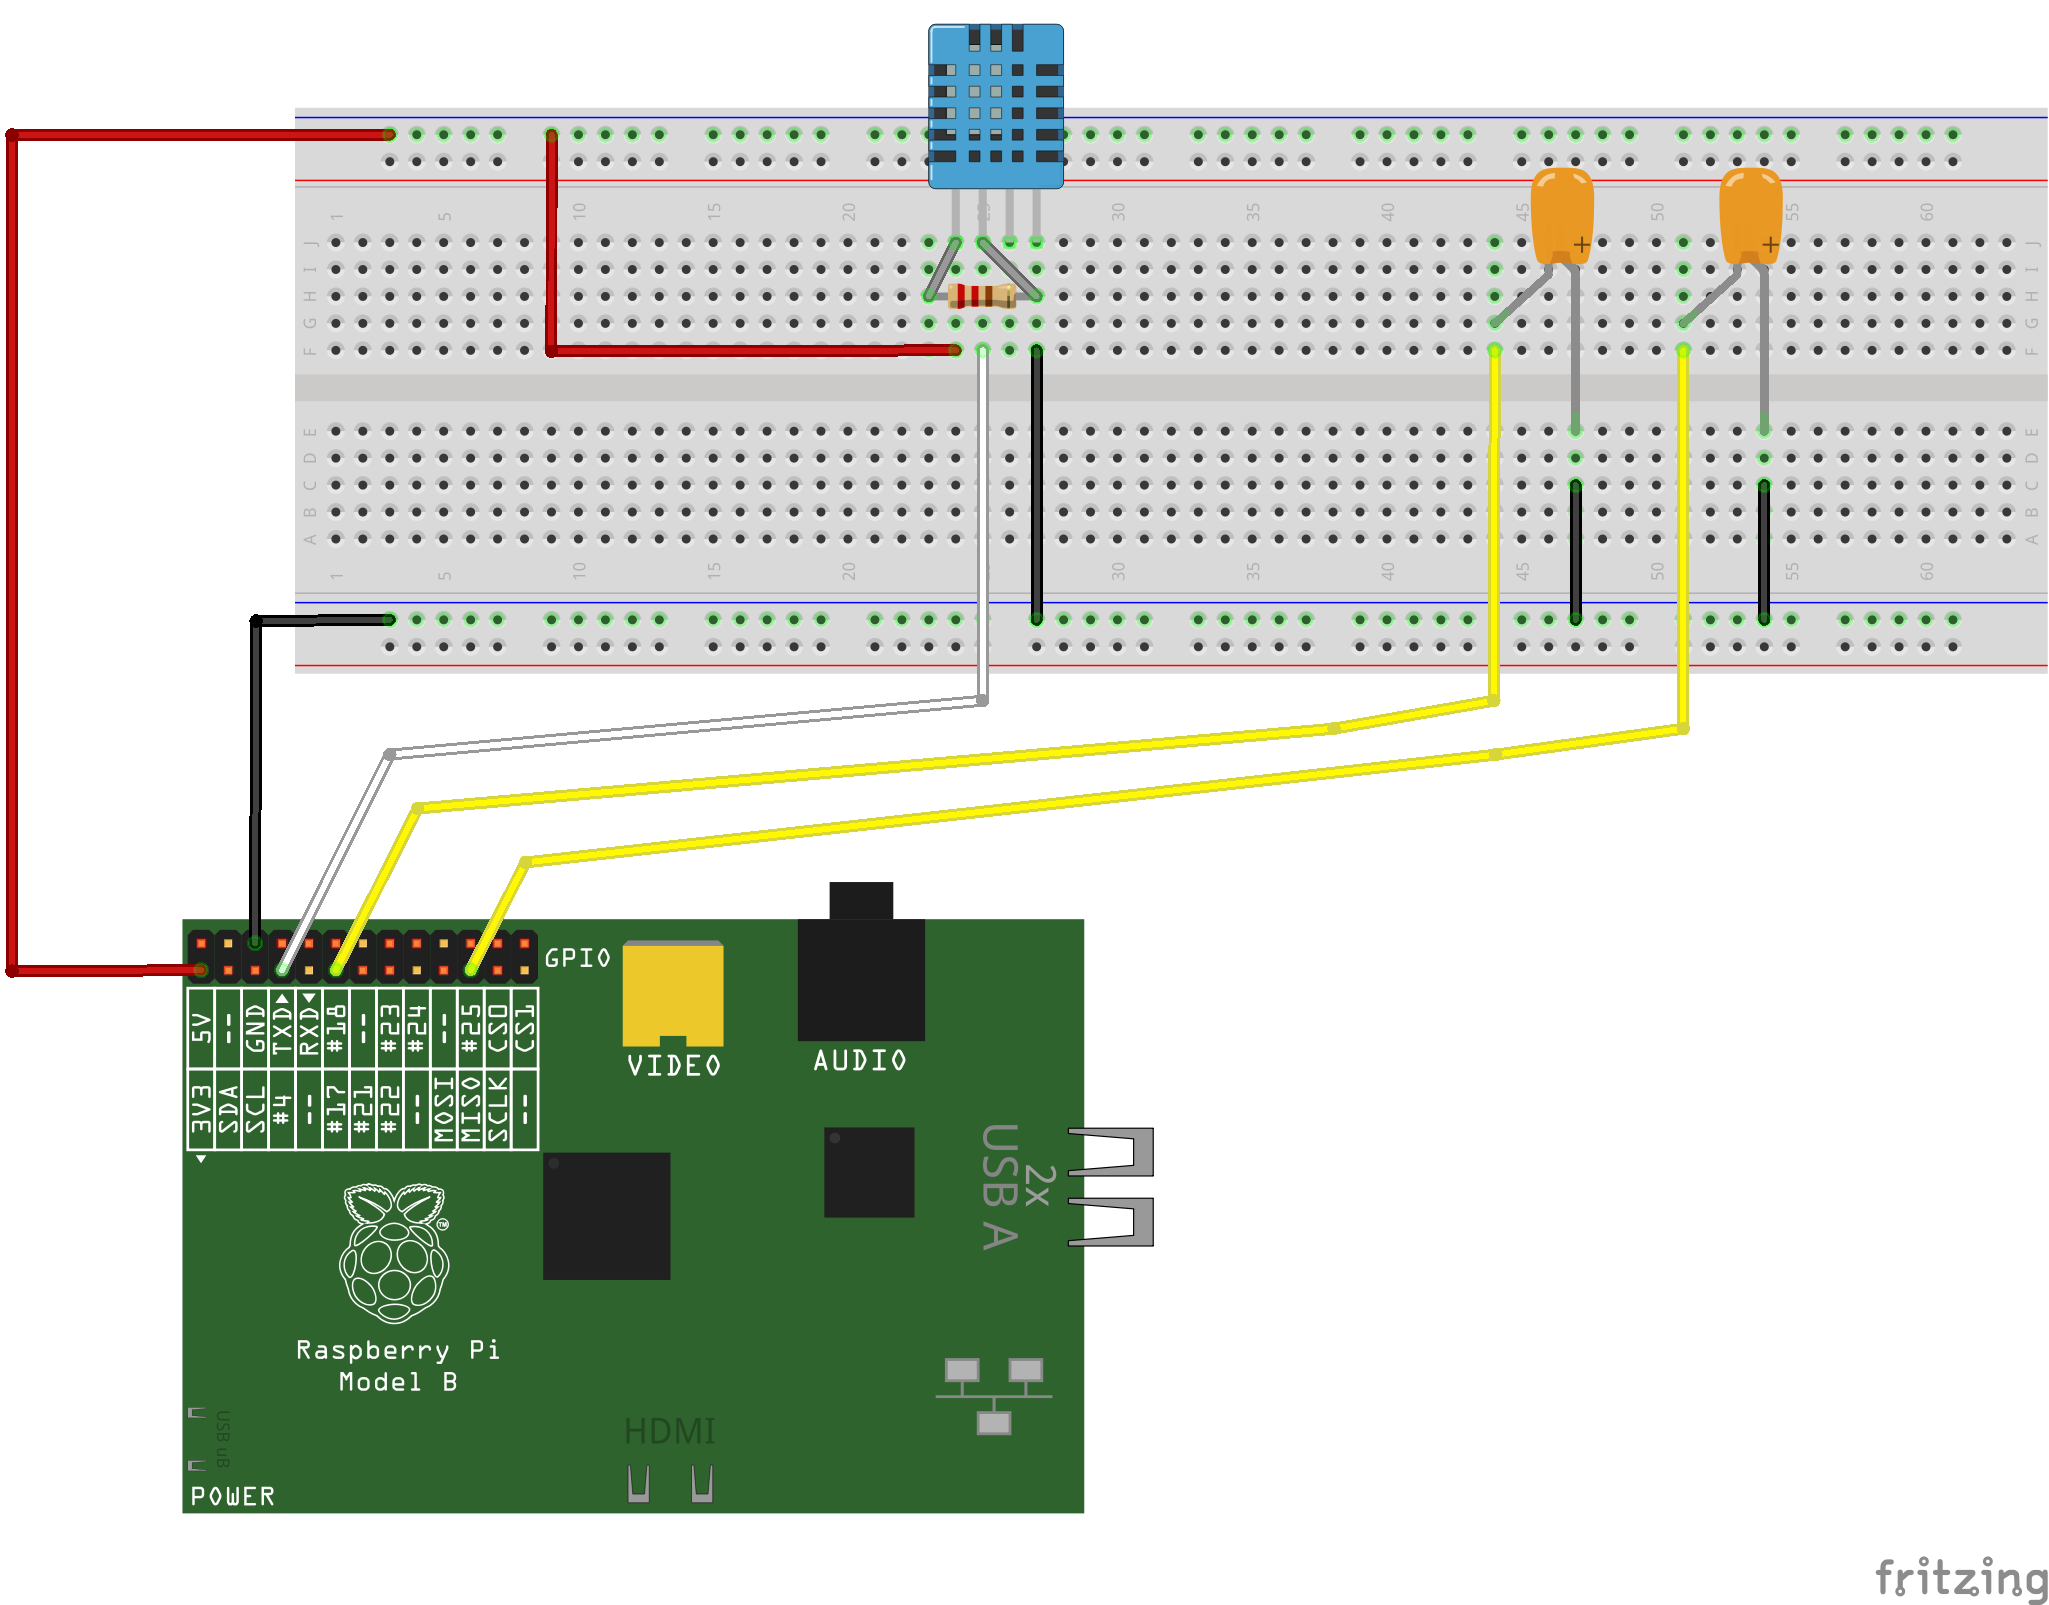 1 5 10 15 20 25 30 35 40 45 50 55 60
J J
I I
H H
G G
F F
+ +
E E
D D
C C
B B
A A
1 5 10 15 20 30 35 40 45 50 55 60
GPIO
5V -- GND TXD RXD #18 -- #23 #24 -- #25 CS0 CS1
3V3 SDA SCL #4 -- #17 #21 #22 -- MOSI MISO SCLK --
VIDEO
AUDIO
2x
USB A
TM
Raspberry Pi
Model B
USB uB
HDMI
POWER
fritzing